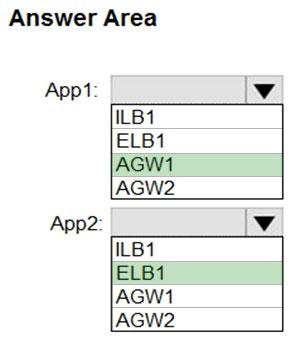 Answer Area
App1:
ILB1
ELB1
AGW1
AGW2
App2:
ILB1
ELB1
AGW1
AGW2